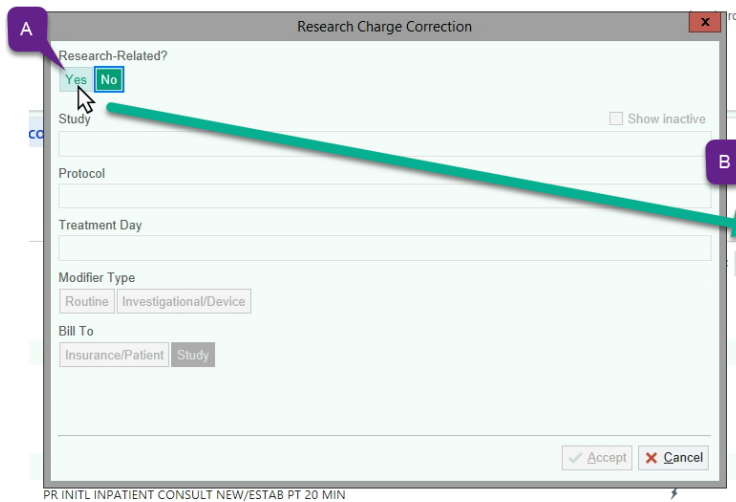 A
Research Charge Correction
x
Research-Related?
Yes No
Study
Show inactive
co
B
Protocol
Treatment Day
Modifier Type
Routine Investigational/Device
Bill To
Insurance/Patient Study
Accept Cancel
PR INITL INPATIENT CONSULT NEW/ESTAB PT 20 MIN